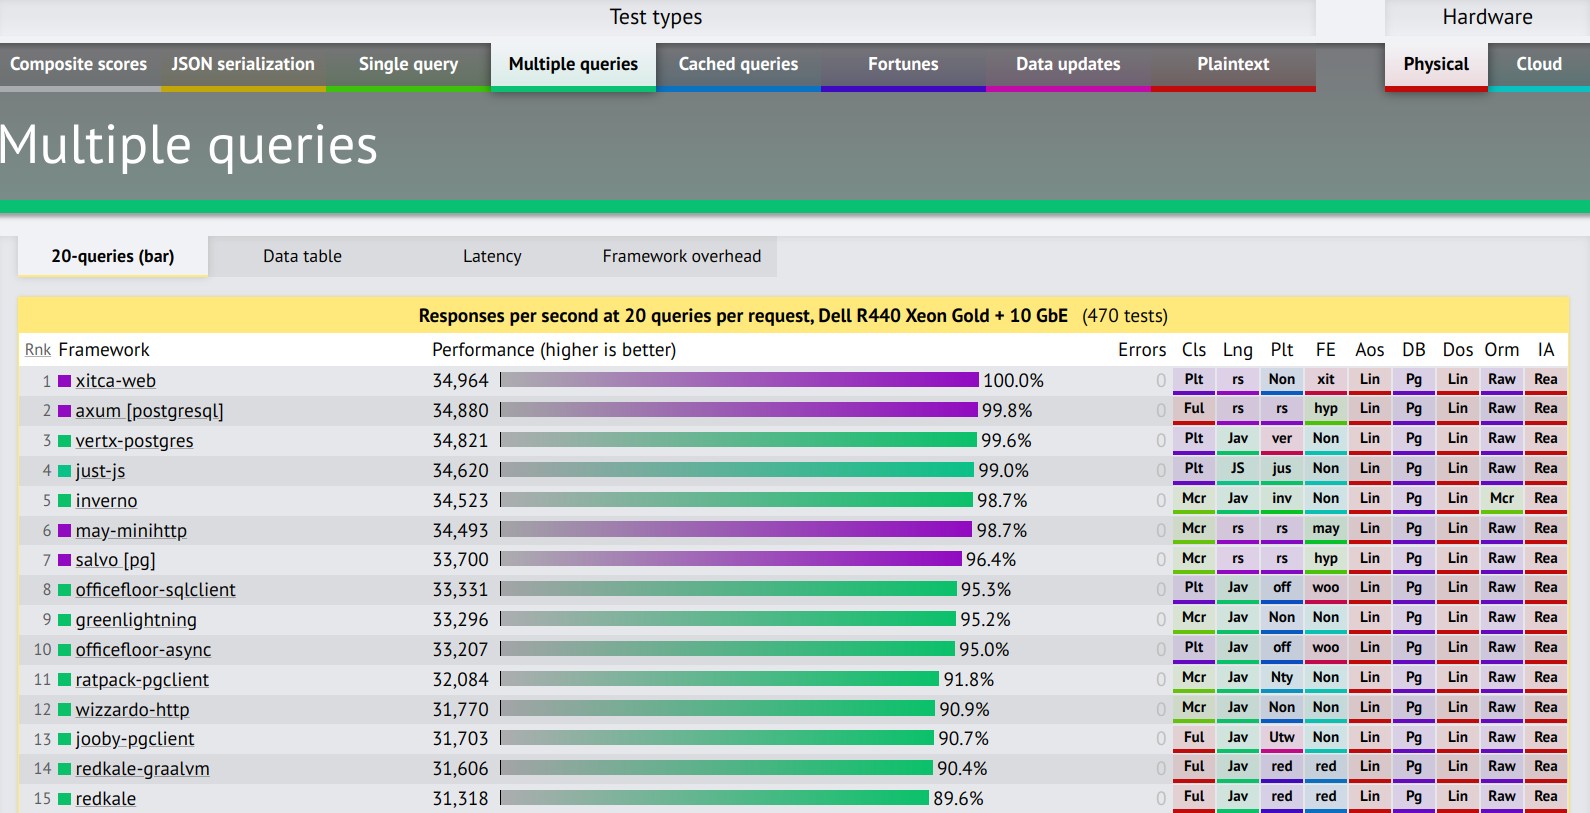 Test types Hardware
Composite scores JSON serialization Single query Multiple queries Cached queries Fortunes Data updates Plaintext Physical Cloud
Multiple queries
20-queries (bar) Data table Latency Framework overhead
Responses per second at 20 queries per request, Dell R440 Xeon Gold + 10 GbE (470 tests)
Rnk Framework Performance (higher is better) Errors Cls Lng Plt FE Aos DB Dos Orm IA
1 xitca-web 34,964 100.0% 0 Plt rs Non xit Lin Pg Lin Raw Rea
2 axum [postgresql] 34,880 99.8% 0 Ful rs rs hyp Lin Pg Lin Raw Rea
3 vertx-postgres 34,821 99.6% 0 Plt Jav ver Non Lin Pg Lin Raw Rea
4 just-js 34,620 99.0% 0 Plt JS jus Non Lin Pg Lin Raw Rea
5 inverno 34,523 98.7% 0 Mcr Jav inv Non Lin Pg Lin Mcr Rea
6 may-minihttp 34,493 98.7% 0 Mcr rs rs may Lin Pg Lin Raw Rea
7 salvo [pg] 33,700 96.4% 0 Mcr rs rs hyp Lin Pg Lin Raw Rea
8 officefloor-sqlclient 33,331 95.3% 0 Plt Jav off woo Lin Pg Lin Raw Rea
9 greenlightning 33,296 95.2% 0 Mcr Jav Non Non Lin Pg Lin Raw Rea
10 officefloor-async 33,207 95.0% 0 Plt Jav off woo Lin Pg Lin Raw Rea
11 ratpack-pgclient 32,084 91.8% 0 Mcr Jav Nty Non Lin Pg Lin Raw Rea
12 wizzardo-http 31,770 90.9% 0 Mcr Jav Non Non Lin Pg Lin Raw Rea
13 jooby-pgclient 31,703 90.7% 0 Ful Jav Utw Non Lin Pg Lin Raw Rea
14 redkale-graalvm 31,606 90.4% 0 Ful Jav red red Lin Pg Lin Raw Rea
15 redkale 31,318 89.6% 0 Ful Jav red red Lin Pg Lin Raw Rea